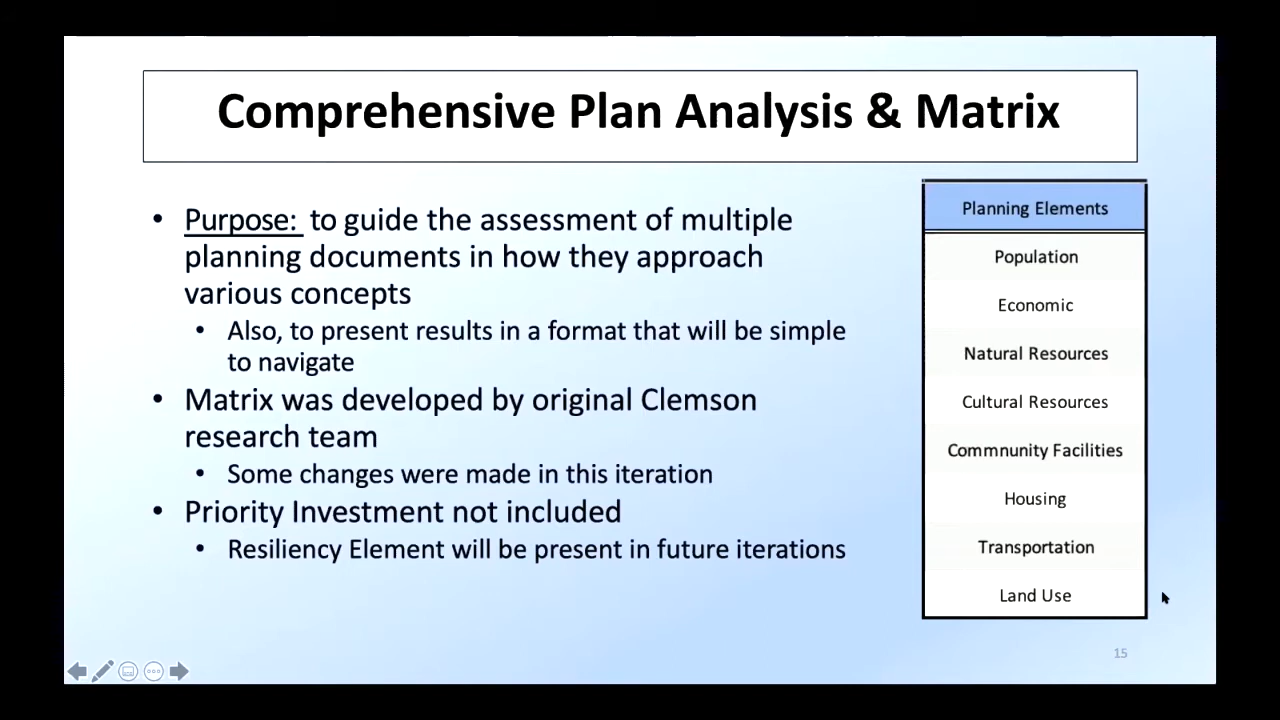 Comprehensive Plan Analysis & Matrix
• Purpose: to guide the assessment of multiple
planning documents in how they approach
various concepts
• Also, to present results in a format that will be simple
to navigate
• Matrix was developed by original Clemson
research team
• Some changes were made in this iteration
• Priority Investment not included
• Resiliency Element will be present in future iterations
Planning Elements
Population
Economic
Natural Resources
Cultural Resources
Commnunity Facilities
Housing
Transportation
Land Use
15